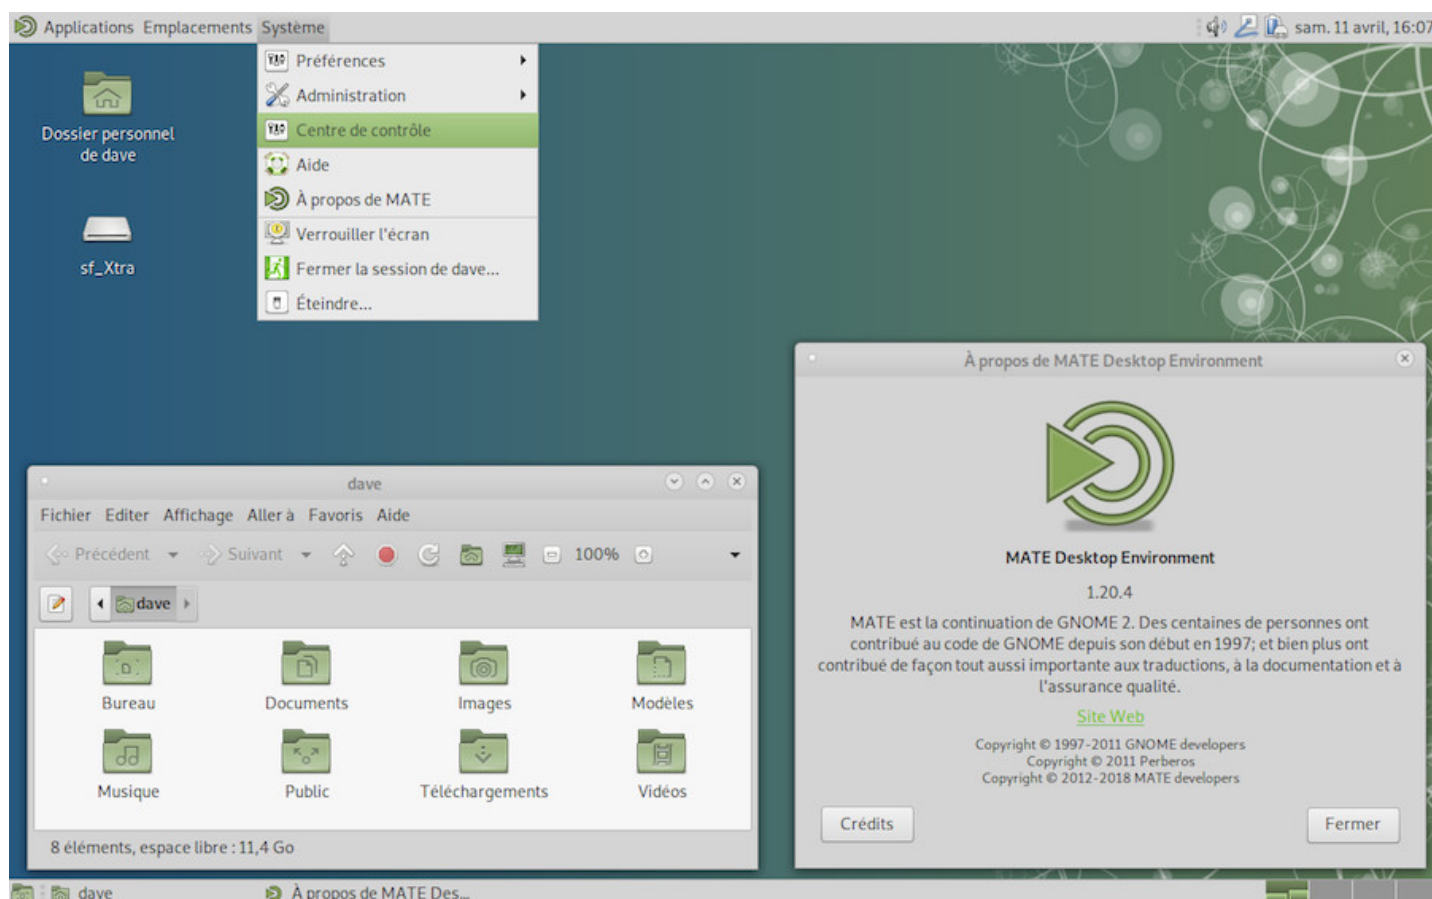 Applications Emplacements Système
sam. 11 avril, 16:07
Préférences
Administration
Centre de contrôle
Aide
À propos de MATE
Verrouiller l'écran
Fermer la session de dave...
Éteindre...
Dossier personnel
de dave
sf_Xtra
dave
Fichier Editer Affichage Aller à Favoris Aide
Précédent Suivant 100%
dave
Bureau Documents Images Modèles
Musique Public Téléchargements Vidéos
8 éléments, espace libre : 11,4 Go
À propos de MATE Desktop Environment
MATE Desktop Environment
1.20.4
MATE est la continuation de GNOME 2. Des centaines de personnes ont
contribué au code de GNOME depuis son début en 1997; et bien plus ont
contribué de façon tout aussi importante aux traductions, à la documentation et à
l'assurance qualité.
Site Web
Copyright © 1997-2011 GNOME developers
Copyright © 2011 Perberos
Copyright © 2012-2018 MATE developers
Crédits Fermer
dave À propos de MATE Des...